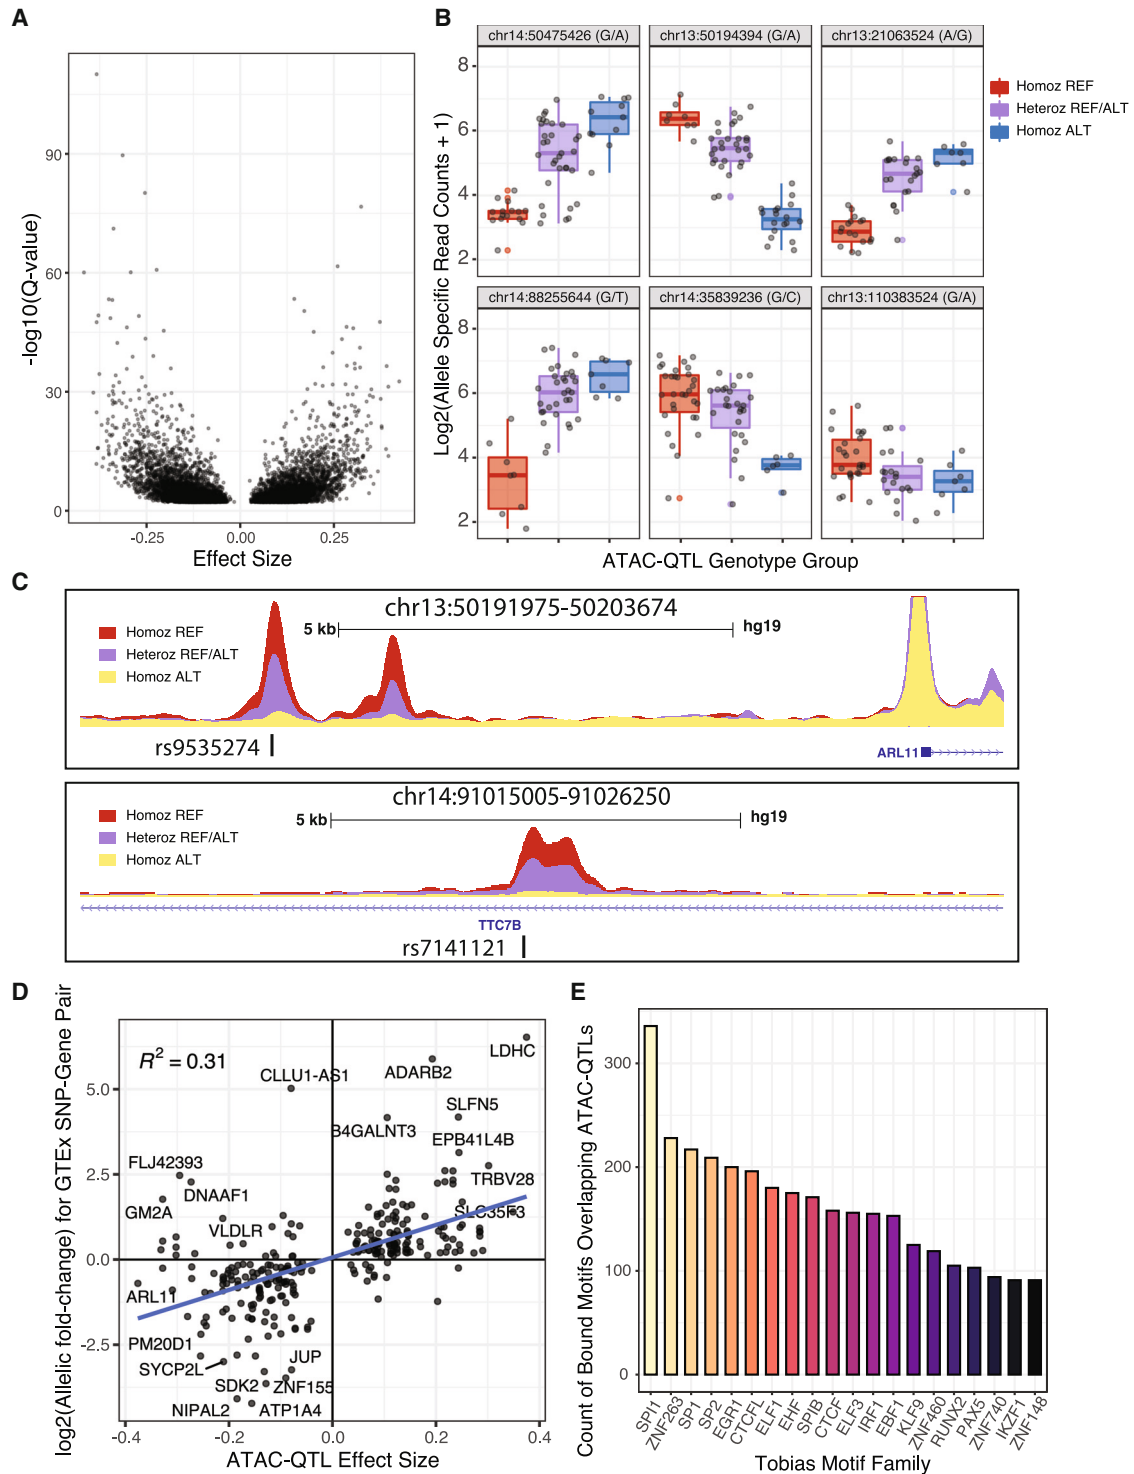 A
-log10(Q-value)
90
60
30
0
-0.25
0.00
0.25
Effect Size
B
Log2(Allele Specific Read Counts + 1)
chr14:50475426 (G/A)
chr13:50194394 (G/A)
chr13:21063524 (A/G)
8
6
4
2
chr14:88255644 (G/T)
chr14:35839236 (G/C)
chr13:110383524 (G/A)
8
6
4
2
ATAC-QTL Genotype Group
Homoz REF
Heteroz REF/ALT
Homoz ALT
C
chr13:50191975-50203674
5 kb
hg19
Homoz REF
Heteroz REF/ALT
Homoz ALT
rs9535274
ARL11
chr14:91015005-91026250
5 kb
hg19
Homoz REF
Heteroz REF/ALT
Homoz ALT
TTC7B
rs7141121
D
log2(Allelic fold-change) for GTEx SNP-Gene Pair
R² = 0.31
LDHC
CLLU1-AS1
ADARB2
SLFN5
B4GALNT3
EPB41L4B
FLJ42393
TRBV28
DNAAF1
GM2A
SLC35F3
VLDLR
ARL11
PM20D1
JUP
SYCP2L
SDK2
ZNF155
NIPAL2
ATP1A4
5.0
2.5
0.0
-2.5
-0.4
-0.2
0.0
0.2
0.4
ATAC-QTL Effect Size
E
Count of Bound Motifs Overlapping ATAC-QTLs
300
200
100
0
SPI1
ZNF263
SP1
SP2
EGR1
CTCFL
ELF1
EHF
SPIB
CTCF
ELF3
IRF1
EBF1
KLF9
ZNF460
RUNX2
PAX5
ZNF740
IKZF1
ZNF148
Tobias Motif Family